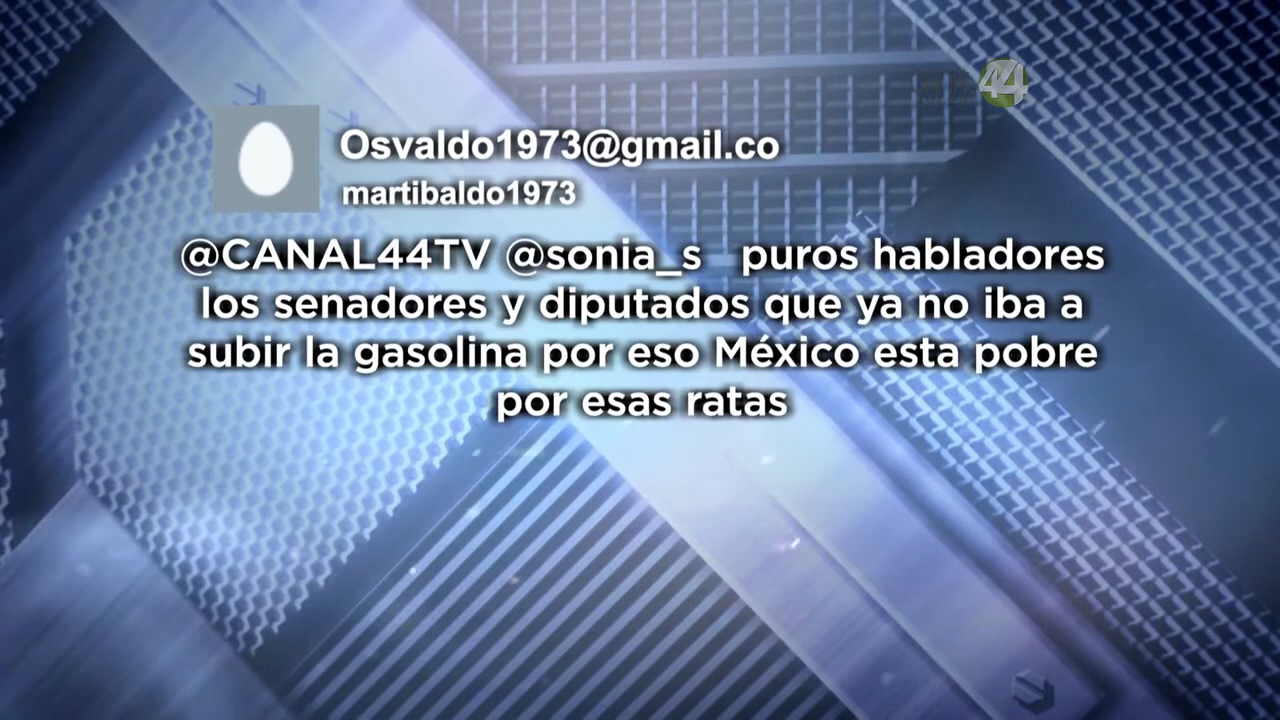 44
Osvaldo1973@gmail.co
martibaldo1973
@CANAL44TV @sonia_s puros habladores
los senadores y diputados que ya no iba a
subir la gasolina por eso México esta pobre
por esas ratas